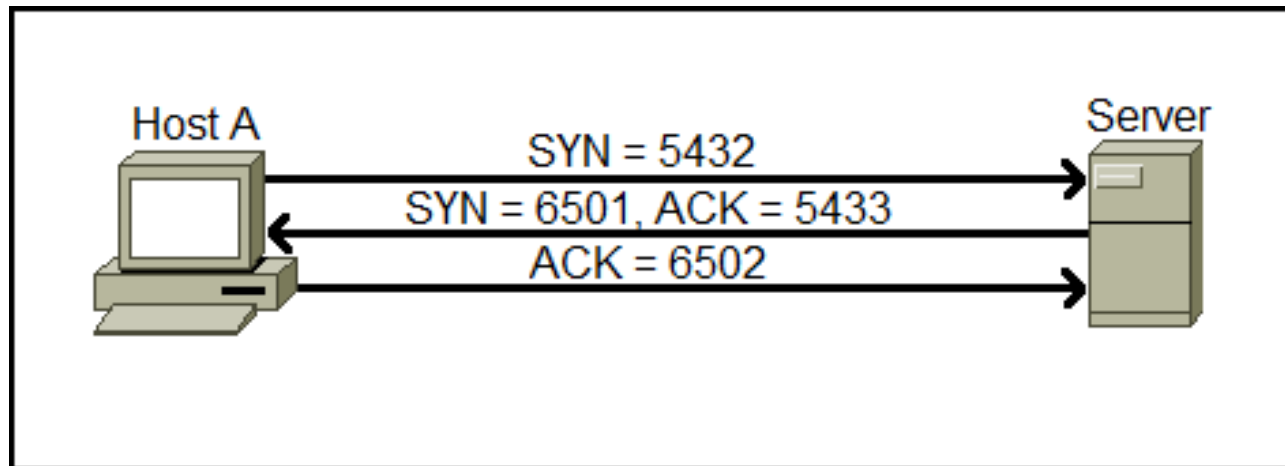 Host A
Server
SYN = 5432
SYN = 6501, ACK = 5433
ACK = 6502